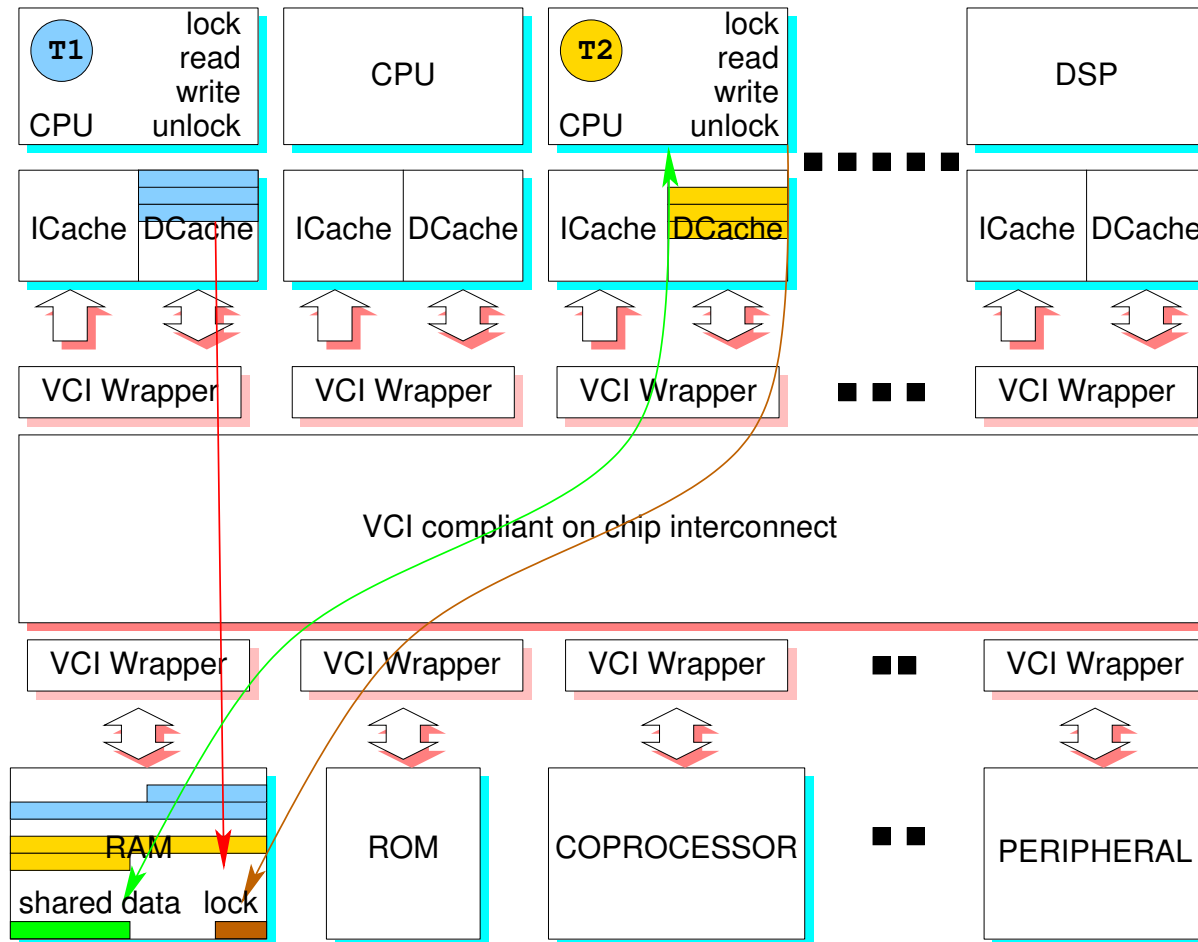 T1
lock
read
write
CPU unlock
CPU
T2
lock
read
write
CPU unlock
DSP
ICache DCache
ICache DCache
ICache DCache
ICache DCache
VCI Wrapper
VCI Wrapper
VCI Wrapper
VCI Wrapper
VCI compliant on chip interconnect
VCI Wrapper
VCI Wrapper
VCI Wrapper
VCI Wrapper
RAM
shared data lock
ROM
COPROCESSOR
PERIPHERAL